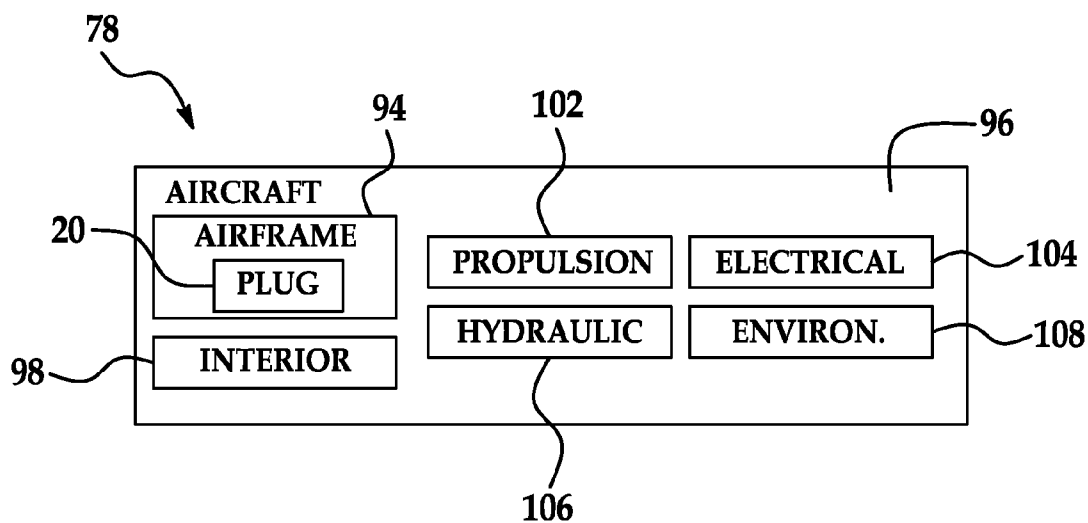 78
94
102
96
AIRCRAFT
20
AIRFRAME
PLUG
PROPULSION
ELECTRICAL
104
HYDRAULIC
ENVIRON.
108
98
INTERIOR
106